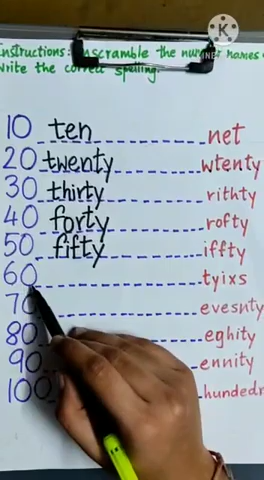 Instructions: Unscramble the number names &
write the correct spelling.
10 ten net
20 twenty wtenty
30 thirty rithty
40 forty rofty
50 fifty iffty
60 tyixs
70 evesnty
80 eghity
90 ennity
100 hundedr